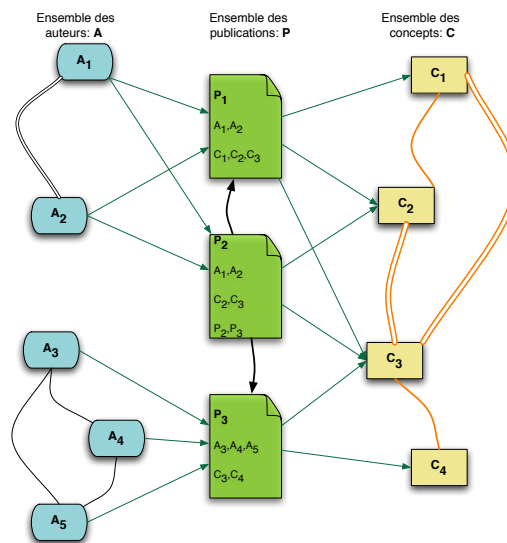 Ensemble des
auteurs: A
Ensemble des
publications: P
Ensemble des
concepts: C
A1
A2
A3
A4
A5
P1
A1,A2
C1,C2,C3
P2
A1,A2
C2,C3
P2,P3
P3
A3,A4,A5
C3,C4
C1
C2
C3
C4